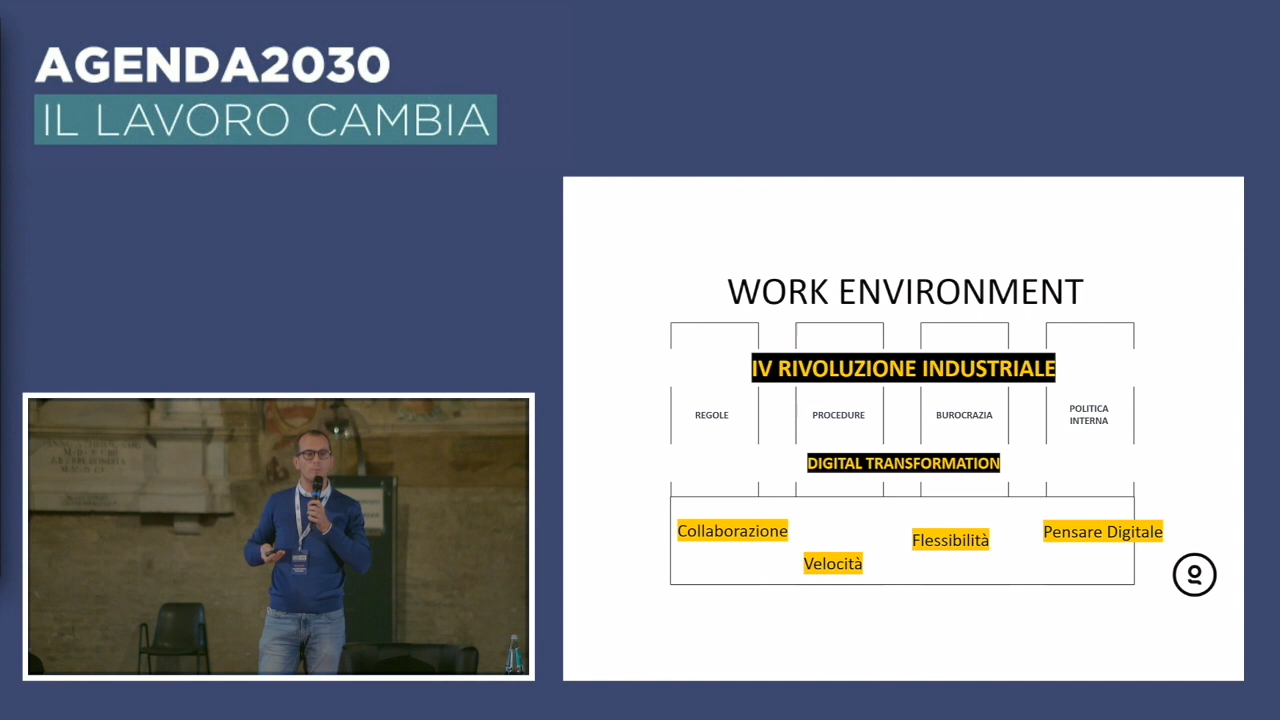 AGENDA2030
IL LAVORO CAMBIA
WORK ENVIRONMENT
IV RIVOLUZIONE INDUSTRIALE
REGOLE
PROCEDURE
BUROCRAZIA
POLITICA
INTERNA
DIGITAL TRANSFORMATION
Collaborazione
Velocità
Flessibilità
Pensare Digitale